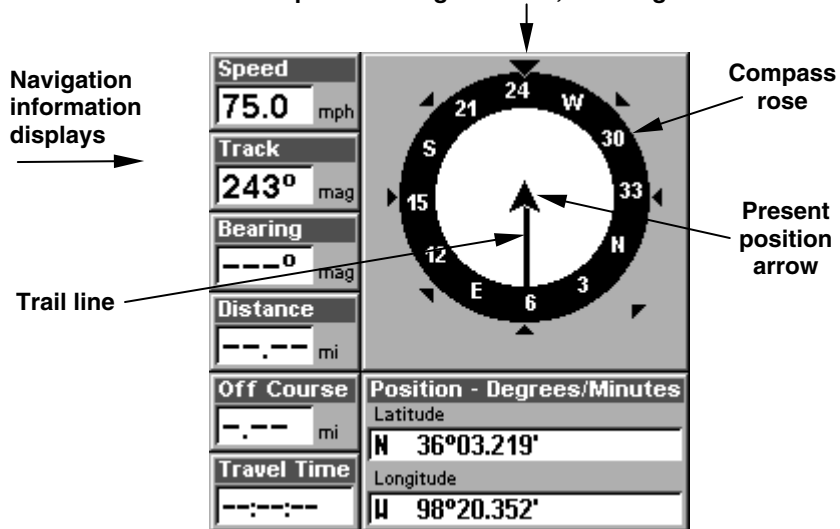 Navigation
information
displays
Compass
rose
Present
position
arrow
Trail line
Speed
75.0 mph
Track
243º mag
Bearing
---º mag
Distance
--.-- mi
Off Course
-.-- mi
Travel Time
--:--:--
24
W
30
33
N
3
6
E
12
15
S
21
Position - Degrees/Minutes
Latitude
N 36º03.219'
Longitude
W 98º20.352'